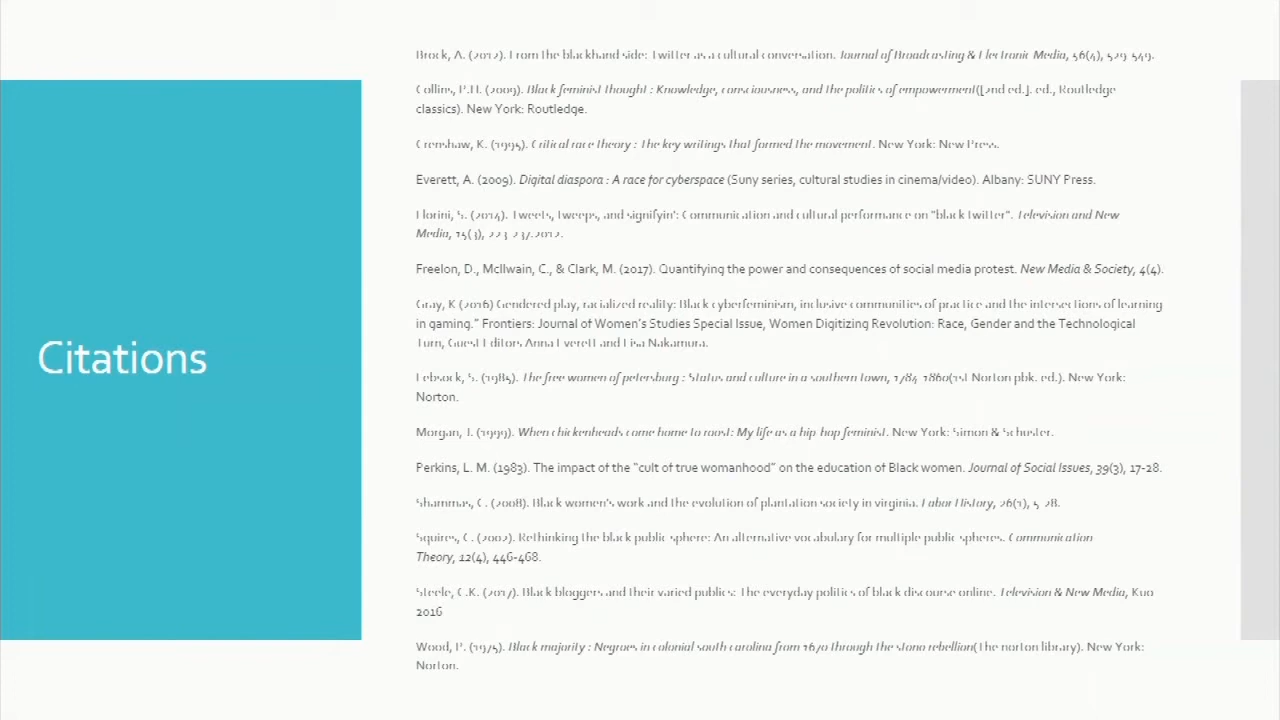 Citations
Brock, A. (2012). From the blackhand side: Twitter as a cultural conversation. Journal of Broadcasting & Electronic Media, 56(4), 529-549.
Collins, P.H. (2009). Black feminist thought : Knowledge, consciousness, and the politics of empowerment([2nd ed.]. ed., Routledge
classics). New York: Routledge.
Crenshaw, K. (1995). Critical race theory : The key writings that formed the movement. New York: New Press.
Everett, A. (2009). Digital diaspora : A race for cyberspace (Suny series, cultural studies in cinema/video). Albany: SUNY Press.
Florini, S. (2014). Tweets, tweeps, and signifyin': Communication and cultural performance on "black twitter". Television and New
Media, 15(3), 223-237.2012.
Freelon, D., McIlwain, C., & Clark, M. (2017). Quantifying the power and consequences of social media protest. New Media & Society, 4(4).
Gray, K (2016) Gendered play, racialized reality: Black cyberfeminism, inclusive communities of practice and the intersections of learning
in gaming." Frontiers: Journal of Women's Studies Special Issue, Women Digitizing Revolution: Race, Gender and the Technological
Turn, Guest Editors Anna Everett and Lisa Nakamura.
Lebsock, S. (1985). The free women of petersburg : Status and culture in a southern town, 1784-1860(1st Norton pbk. ed.). New York:
Norton.
Morgan, J. (1999). When chickenheads come home to roost: My life as a hip-hop feminist. New York: Simon & Schuster.
Perkins, L. M. (1983). The impact of the "cult of true womanhood" on the education of Black women. Journal of Social Issues, 39(3), 17-28.
Shammas, C. (2008). Black women's work and the evolution of plantation society in virginia. Labor History, 26(1), 5-28.
Squires, C. (2002). Rethinking the black public sphere: An alternative vocabulary for multiple public spheres. Communication
Theory, 12(4), 446-468.
Steele, C.K. (2017). Black bloggers and their varied publics: The everyday politics of black discourse online. Television & New Media, Kuo
2016
Wood, P. (1975). Black majority : Negroes in colonial south carolina from 1670 through the stono rebellion(The norton library). New York:
Norton.